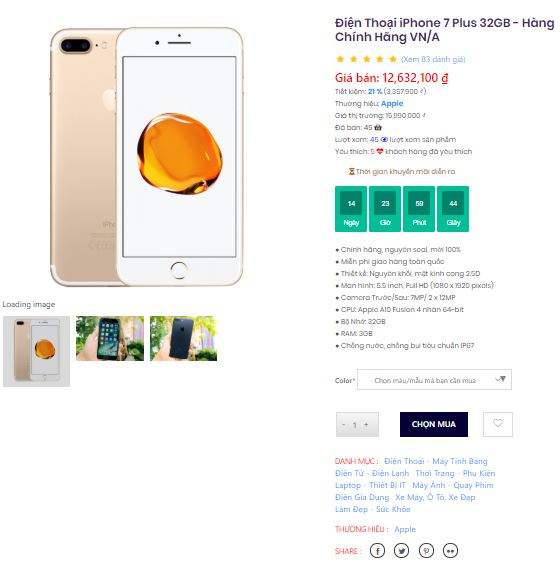 Điện Thoại iPhone 7 Plus 32GB - Hàng
Chính Hãng VN/A
(Xem 83 đánh giá)
Giá bán: 12,632,100 ₫
Tiết kiệm: 21 % (3,357,900 ₫)
Thương hiệu: Apple
Giá thị trường: 15,990,000 ₫
Đã bán: 45
Lượt xem: 45 lượt xem sản phẩm
Yêu thích: 5 khách hàng đã yêu thích
Thời gian khuyến mãi diễn ra
14 23 59 44
Ngày Giờ Phút Giây
● Chính hãng, nguyên seal, mới 100%
● Miễn phí giao hàng toàn quốc
● Thiết kế: Nguyên khối, mặt kính cong 2.5D
● Màn hình: 5.5 inch, Full HD (1080 x 1920 pixels)
● Camera Trước/Sau: 7MP/ 2 x 12MP
● CPU: Apple A10 Fusion 4 nhân 64-bit
● Bộ Nhớ: 32GB
● RAM: 3GB
● Chống nước, chống bụi tiêu chuẩn IP67
Loading image
Color* - Chọn màu/mẫu mà bạn cần mua -
- 1 + CHỌN MUA
DANH MỤC : Điện Thoại - Máy Tính Bảng
Điện Tử - Điện Lạnh Thời Trang - Phụ Kiện
Laptop - Thiết Bị IT Máy Ảnh - Quay Phim
Điện Gia Dụng Xe Máy, Ô Tô, Xe Đạp
Làm Đẹp - Sức Khỏe
THƯƠNG HIỆU : Apple
SHARE :